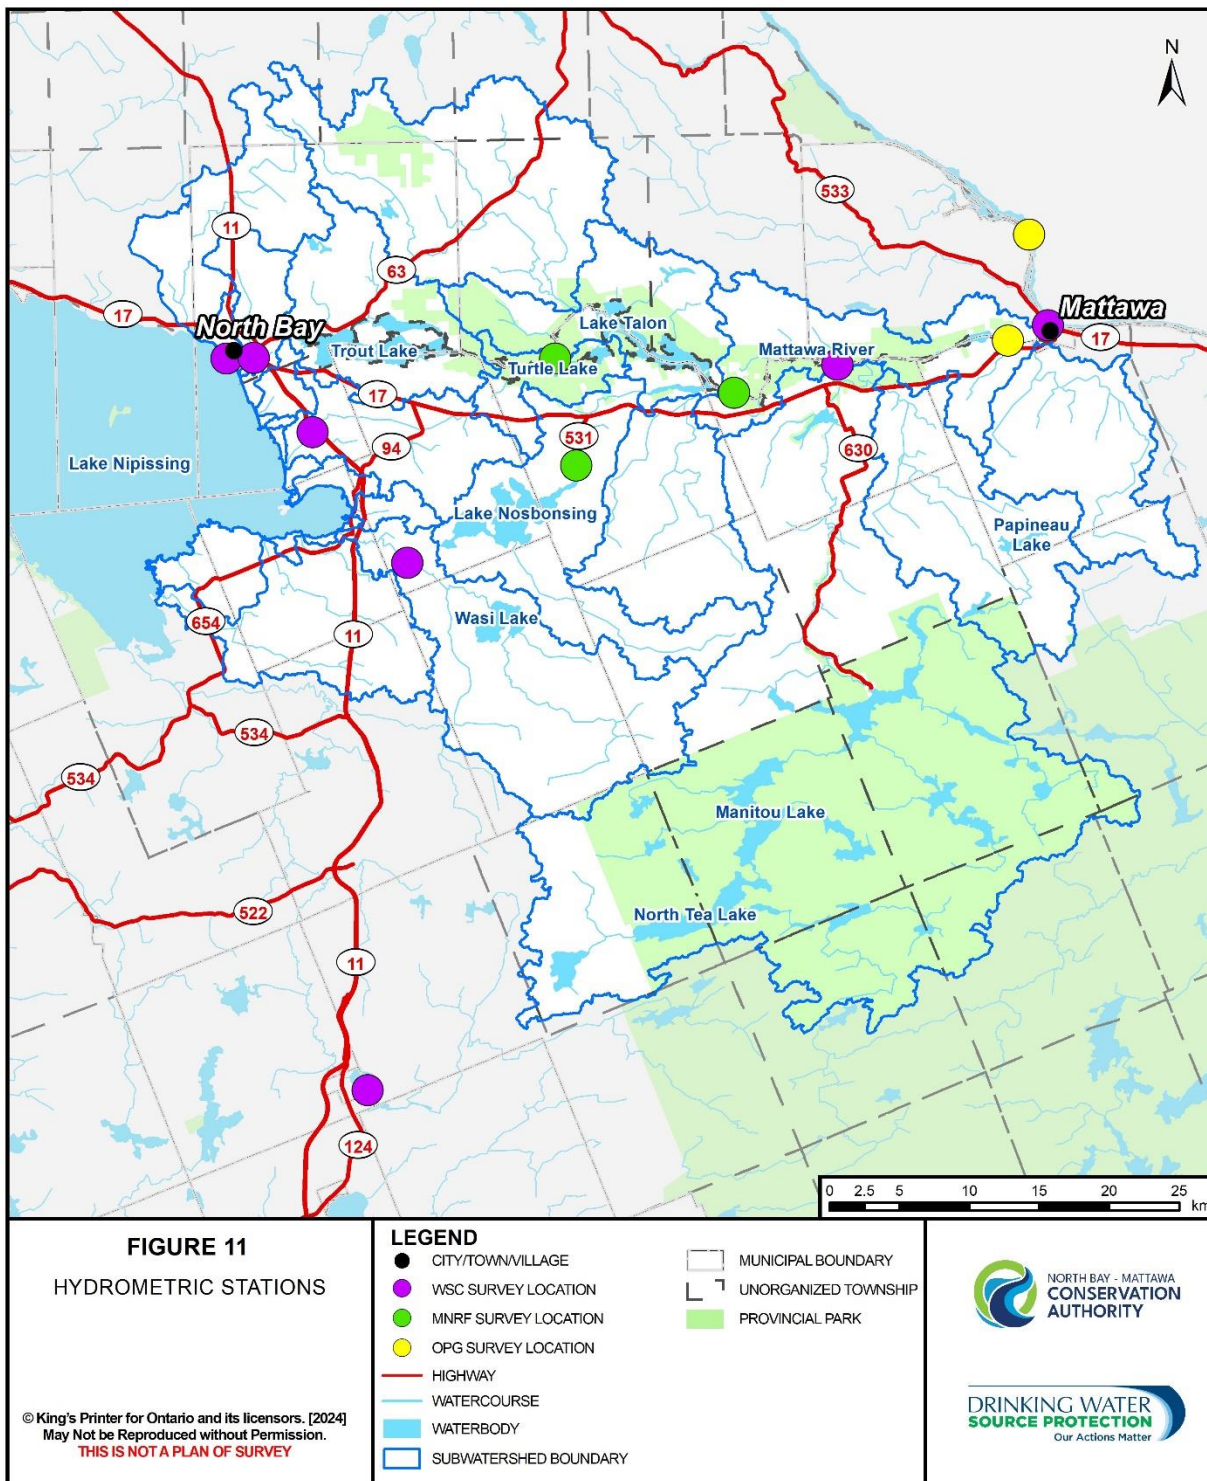 N
533
11
63
17
North Bay
Lake Talon
Mattawa
Trout Lake
Turtle Lake
Mattawa River
17
17
94
531
630
Lake Nipissing
Lake Nosbonsing
Papineau
Lake
654
Wasi Lake
11
534
534
Manitou Lake
522
North Tea Lake
11
124
0 2.5 5 10 15 20 25
km
FIGURE 11
HYDROMETRIC STATIONS
© King's Printer for Ontario and its licensors. [2024]
May Not be Reproduced without Permission.
THIS IS NOT A PLAN OF SURVEY
LEGEND
CITY/TOWN/VILLAGE
WSC SURVEY LOCATION
MNRF SURVEY LOCATION
OPG SURVEY LOCATION
HIGHWAY
WATERCOURSE
WATERBODY
SUBWATERSHED BOUNDARY
MUNICIPAL BOUNDARY
UNORGANIZED TOWNSHIP
PROVINCIAL PARK
NORTH BAY - MATTAWA
CONSERVATION
AUTHORITY
DRINKING WATER
SOURCE PROTECTION
Our Actions Matter